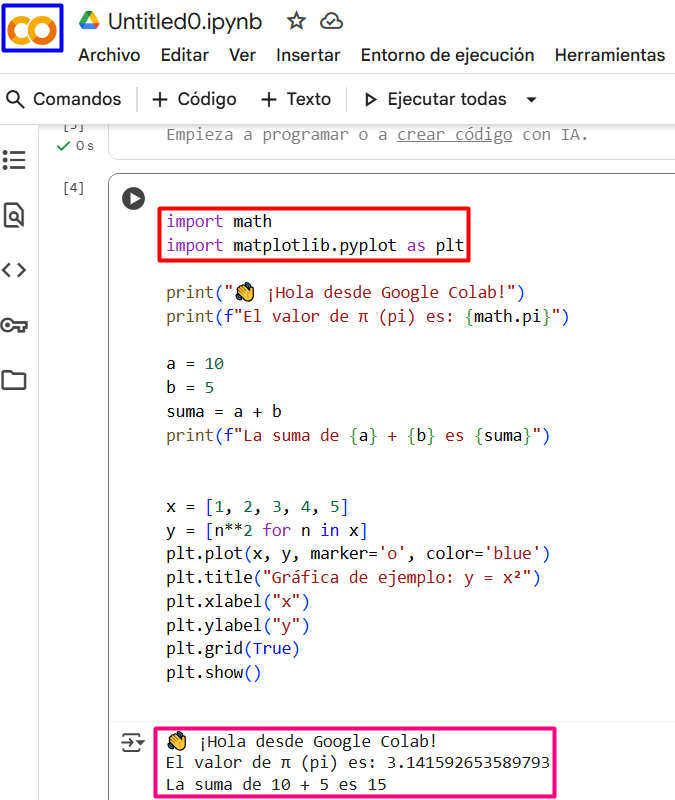 CO
Untitled0.ipynb
Archivo Editar Ver Insertar Entorno de ejecución Herramientas
Comandos + Código + Texto Ejecutar todas
0 s
Empieza a programar o a crear código con IA.
[4]
import math
import matplotlib.pyplot as plt
print("👋 ¡Hola desde Google Colab!")
print(f"El valor de π (pi) es: {math.pi}")
a = 10
b = 5
suma = a + b
print(f"La suma de {a} + {b} es {suma}")
x = [1, 2, 3, 4, 5]
y = [n**2 for n in x]
plt.plot(x, y, marker='o', color='blue')
plt.title("Gráfica de ejemplo: y = x²")
plt.xlabel("x")
plt.ylabel("y")
plt.grid(True)
plt.show()
👋 ¡Hola desde Google Colab!
El valor de π (pi) es: 3.141592653589793
La suma de 10 + 5 es 15